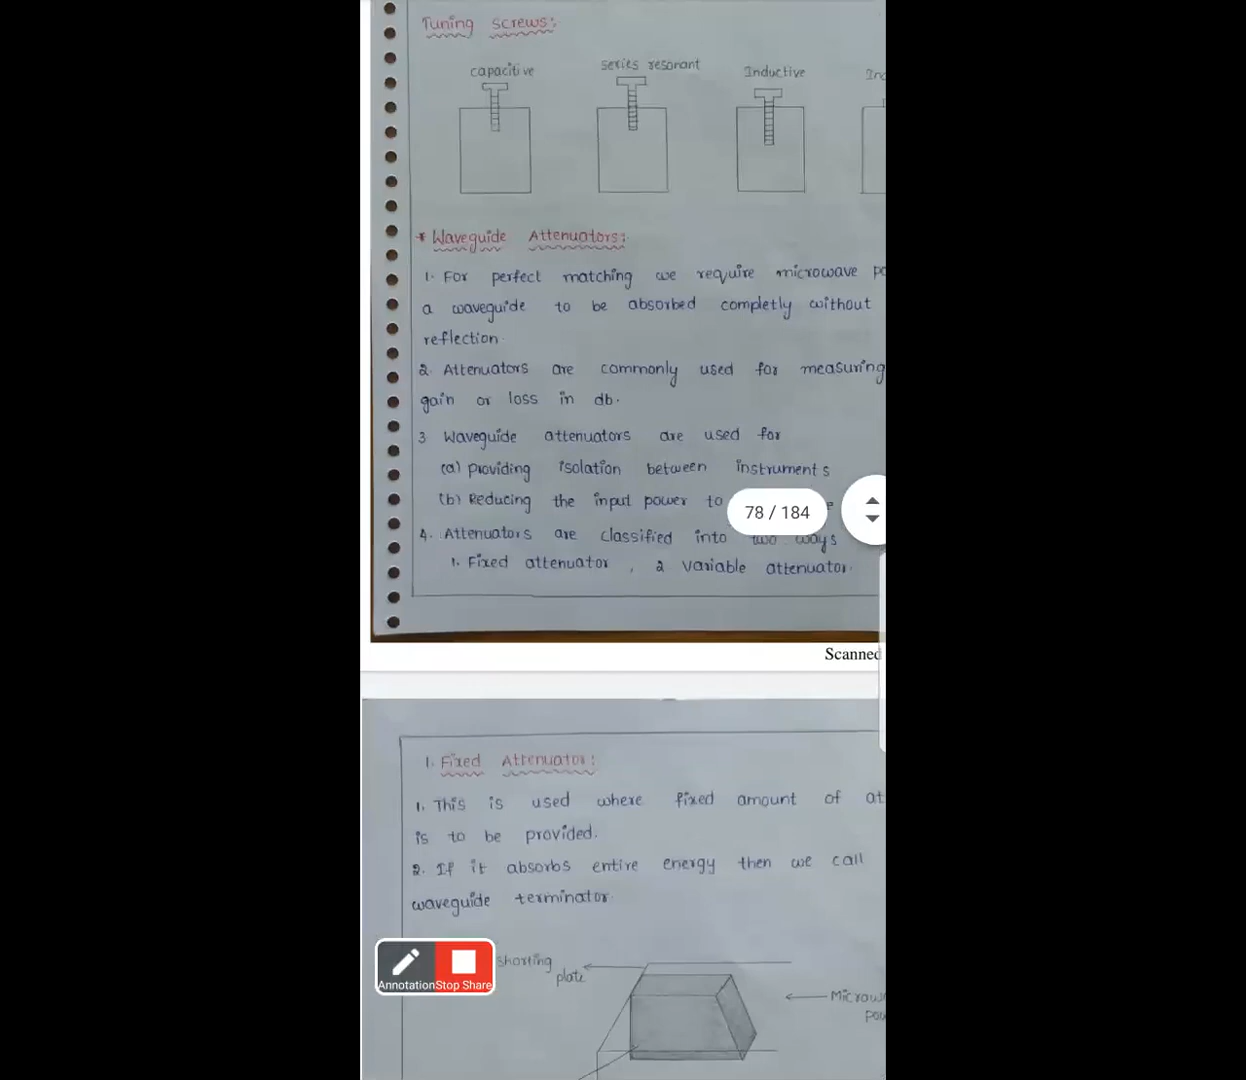 Tuning screws:
capacitive
series resonant
Inductive
* Waveguide Attenuators:
1. For perfect matching we require microwave
a waveguide to be absorbed completly without
reflection.
2. Attenuators are commonly used for measuring
gain or loss in db.
3 Waveguide attenuators are used for
(a) providing isolation between instruments
(b) Reducing the input power to
78 / 184
4. Attenuators are classified into two ways
1. Fixed attenuator, 2 variable attenuator.
Scanned
1. Fixed Attenuator:
1. This is used where fixed amount of at
is to be provided.
2. If it absorbs entire energy then we call
waveguide terminator.
shorting
plate
Annotation Stop Share